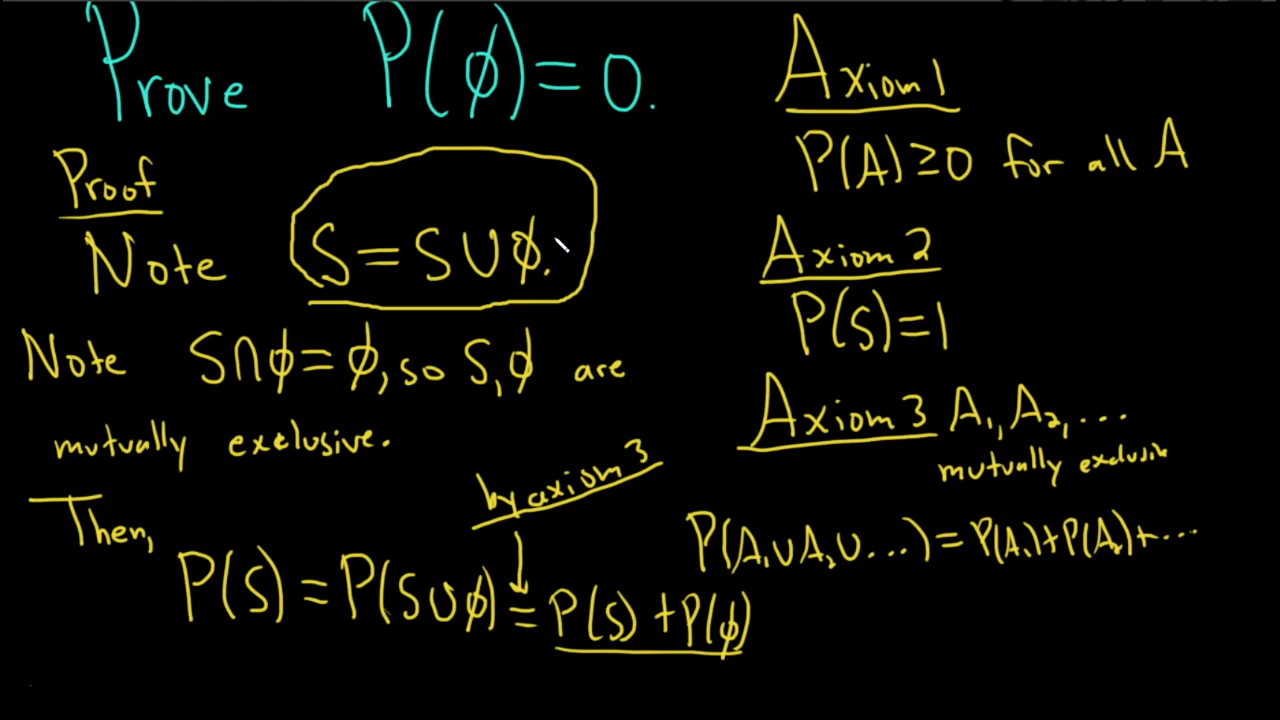 Prove P(ϕ)=0.
Proof
Note S=S∪ϕ.
Note S∩ϕ=ϕ, so S,ϕ are
mutually exclusive.
Then,
by axiom 3
P(S)=P(S∪ϕ)=P(S)+P(ϕ)
Axiom 1
P(A)≥0 for all A
Axiom 2
P(S)=1
Axiom 3 A₁, A₂, ...
mutually exclusive
P(A₁∪A₂∪...)=P(A₁)+P(A₂)+...